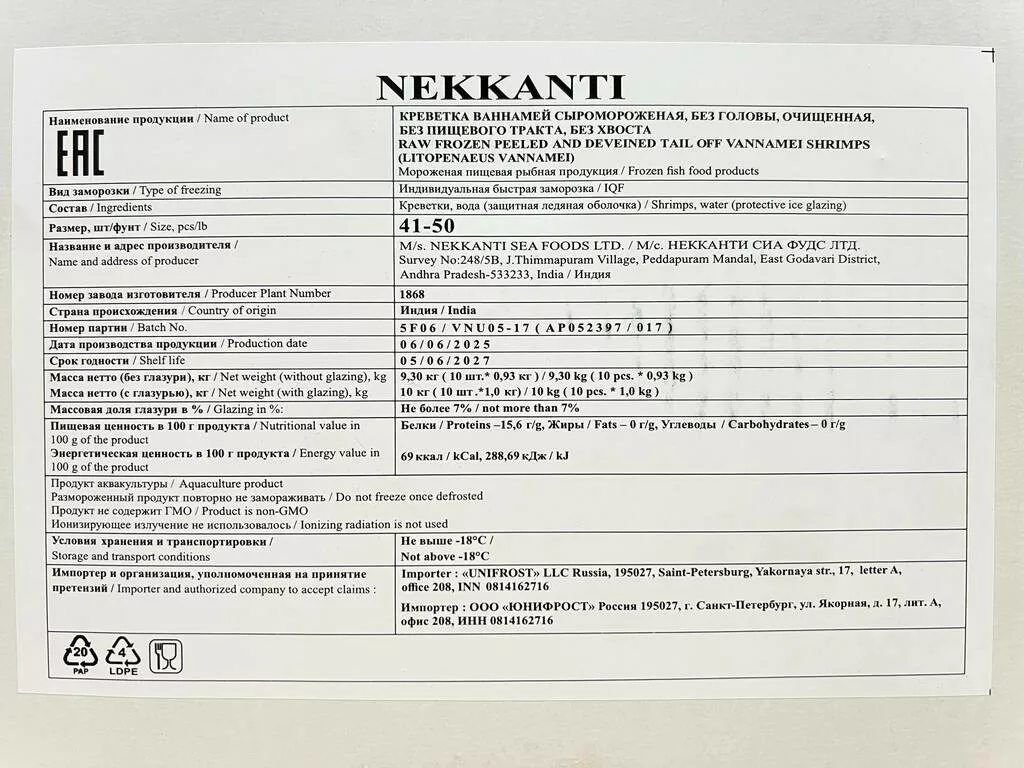 NEKKANTI
Наименование продукции / Name of product
EAC
КРЕВЕТКА ВАННАМЕЙ СЫРОМОРОЖЕНАЯ, БЕЗ ГОЛОВЫ, ОЧИЩЕННАЯ,
БЕЗ ПИЩЕВОГО ТРАКТА, БЕЗ ХВОСТА
RAW FROZEN PEELED AND DEVEINED TAIL OFF VANNAMEI SHRIMPS
(LITOPENAEUS VANNAMEI)
Мороженая пищевая рыбная продукция / Frozen fish food products
Вид заморозки / Type of freezing
Индивидуальная быстрая заморозка / IQF
Состав / Ingredients
Креветки, вода (защитная ледяная оболочка) / Shrimps, water (protective ice glazing)
Размер, шт/фунт / Size, pcs/lb
41-50
Название и адрес производителя /
Name and address of producer
M/s. NEKKANTI SEA FOODS LTD. / М/с. НЕККАНТИ СИА ФУДС ЛТД.
Survey No:248/5B, J.Thimmapuram Village, Peddapuram Mandal, East Godavari District,
Andhra Pradesh-533233, India / Индия
Номер завода изготовителя / Producer Plant Number
1868
Страна происхождения / Country of origin
Индия / India
Номер партии / Batch No.
5F06 / VNU05-17 ( AP052397 / 017 )
Дата производства продукции / Production date
06/06/2025
Срок годности / Shelf life
05/06/2027
Масса нетто (без глазури), кг / Net weight (without glazing), kg
9,30 кг ( 10 шт.* 0,93 кг ) / 9,30 kg ( 10 pcs. * 0,93 kg )
Масса нетто (с глазурью), кг / Net weight (with glazing), kg
10 кг ( 10 шт .*1,0 кг) / 10 kg ( 10 pcs. * 1,0 kg )
Массовая доля глазури в % / Glazing in %:
Не более 7% / not more than 7%
Пищевая ценность в 100 г продукта / Nutritional value in
100 g of the product
Белки / Proteins –15,6 г/g, Жиры / Fats – 0 г/g, Углеводы / Carbohydrates – 0 г/g
Энергетическая ценность в 100 г продукта / Energy value in
100 g of the product
69 ккал / kCal, 288,69 кДж / kJ
Продукт аквакультуры / Aquaculture product
Размороженный продукт повторно не замораживать / Do not freeze once defrosted
Продукт не содержит ГМО / Product is non-GMO
Ионизирующее излучение не использовалось / Ionizing radiation is not used
Условия хранения и транспортировки /
Storage and transport conditions
Не выше -18°C /
Not above -18°C
Импортер и организация, уполномоченная на принятие
претензий / Importer and authorized company to accept claims :
Importer : «UNIFROST» LLC Russia, 195027, Saint-Petersburg, Yakornaya str., 17, letter A,
office 208, INN 0814162716
Импортер : ООО «ЮНИФРОСТ» Россия 195027, г. Санкт-Петербург, ул. Якорная, д. 17, лит. А,
офис 208, ИНН 0814162716
20
PAP
4
LDPE